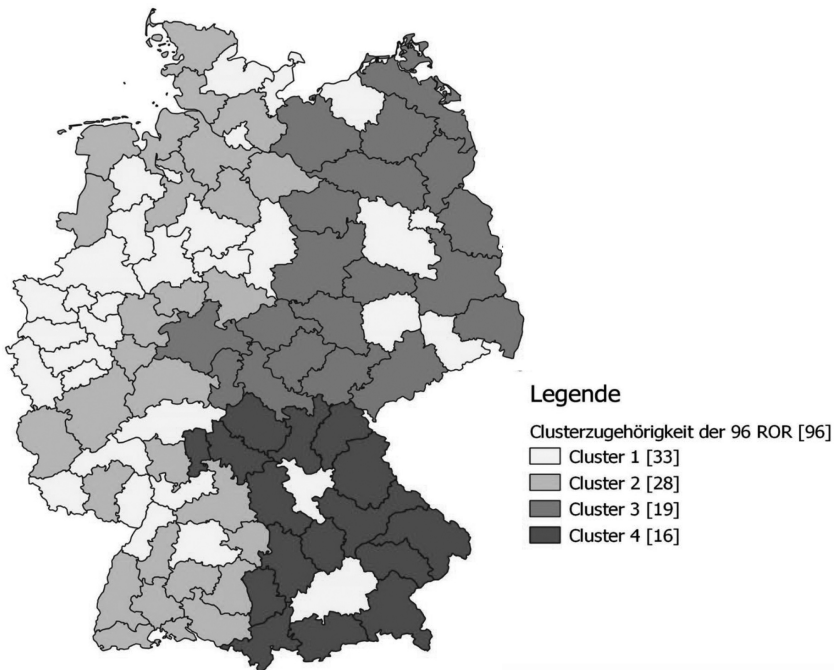 Legende
Clusterzugehörigkeit der 96 ROR [96]
Cluster 1 [33]
Cluster 2 [28]
Cluster 3 [19]
Cluster 4 [16]